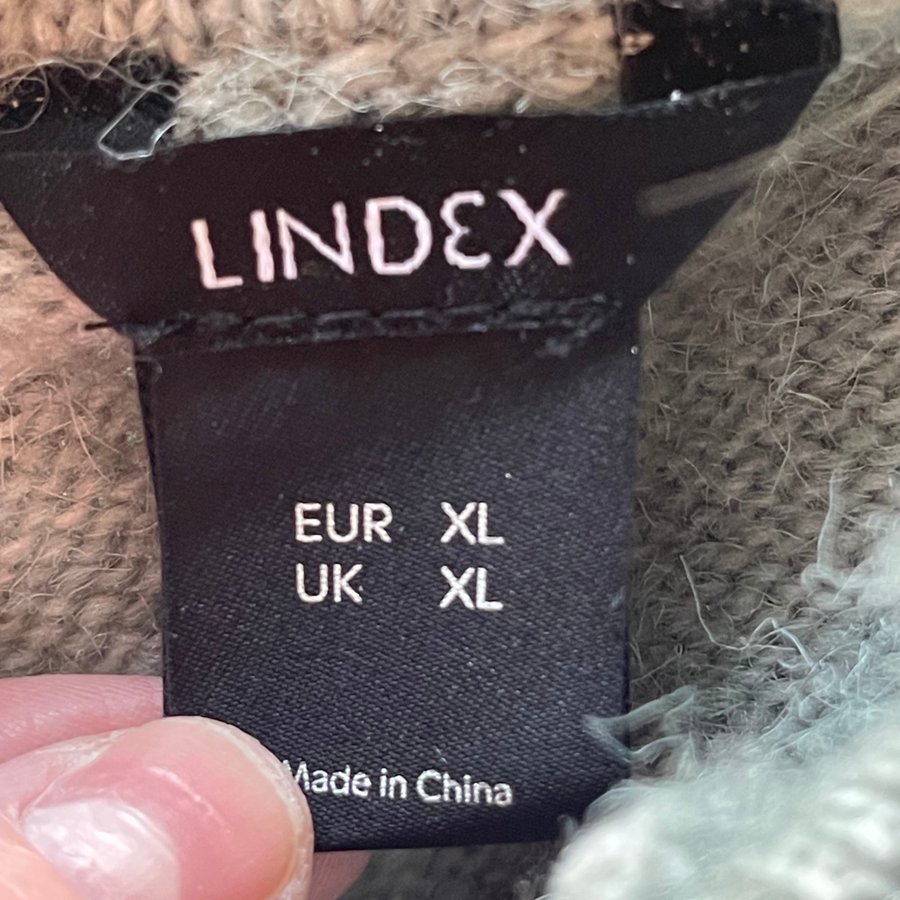 LINDEX
EUR XL
UK XL
Made in China